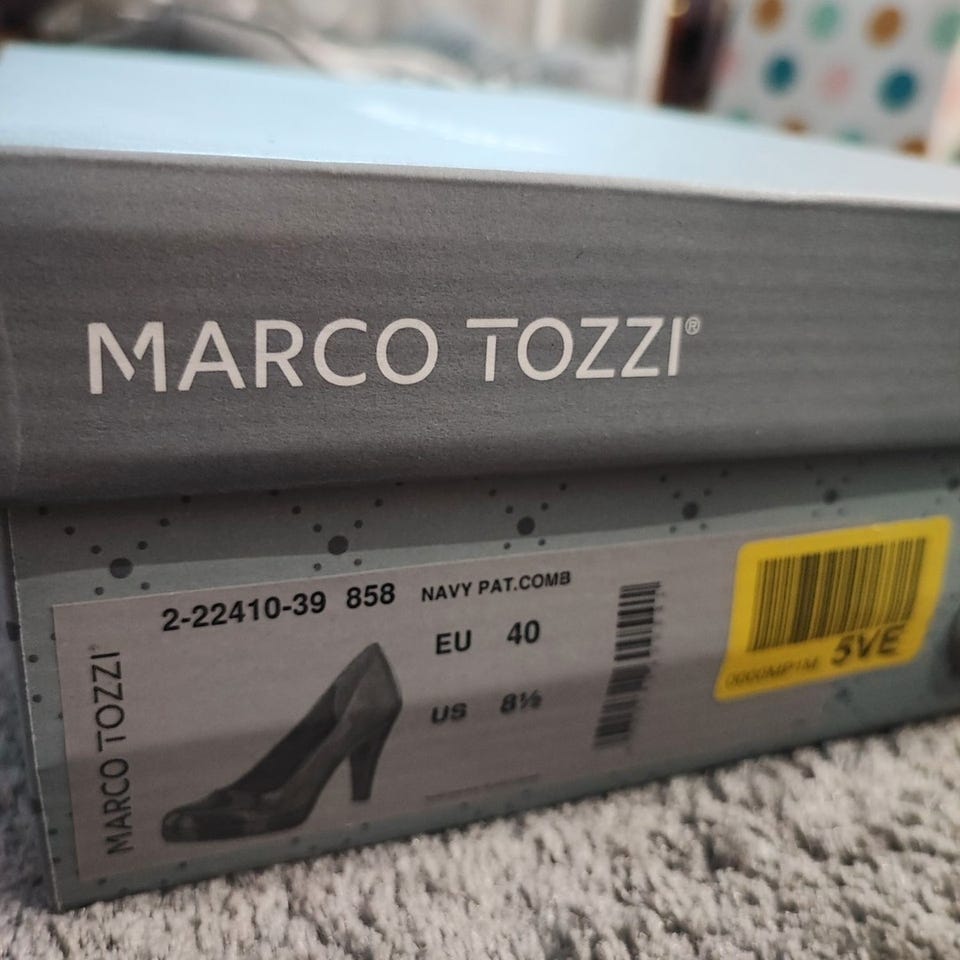 MARCO TOZZI®
2-22410-39 858 NAVY PAT.COMB
EU 40
US 8½
MARCO TOZZI
5VE